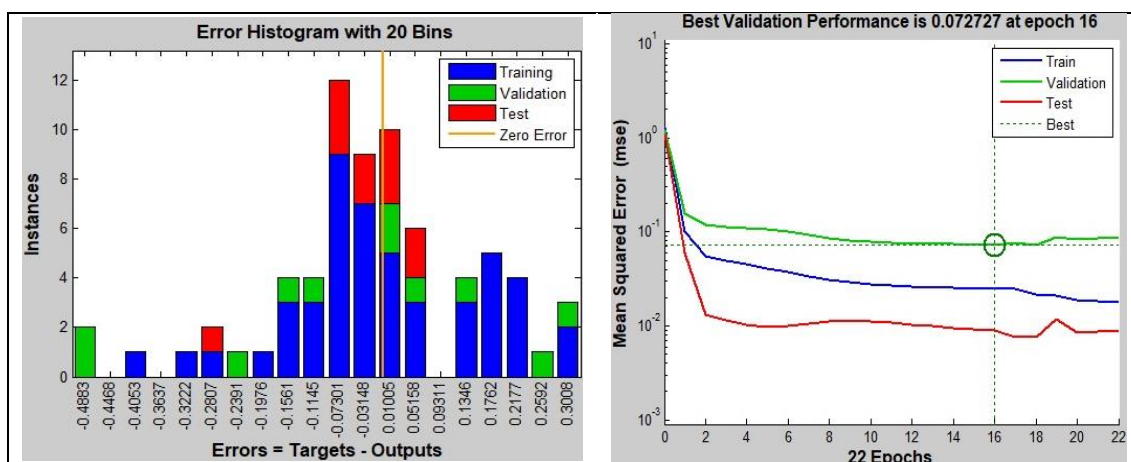 Error Histogram with 20 Bins
Training
Validation
Test
Zero Error
Instances
12
10
8
6
4
2
0
-0.4883
-0.4468
-0.4053
-0.3637
-0.3222
-0.2807
-0.2391
-0.1976
-0.1561
-0.1145
-0.07301
-0.03148
0.01005
0.05158
0.09311
0.1346
0.1762
0.2177
0.2592
0.3008
Errors = Targets - Outputs
Best Validation Performance is 0.072727 at epoch 16
Train
Validation
Test
Best
Mean Squared Error (mse)
10^1
10^0
10^-1
10^-2
10^-3
0 2 4 6 8 10 12 14 16 18 20 22
22 Epochs